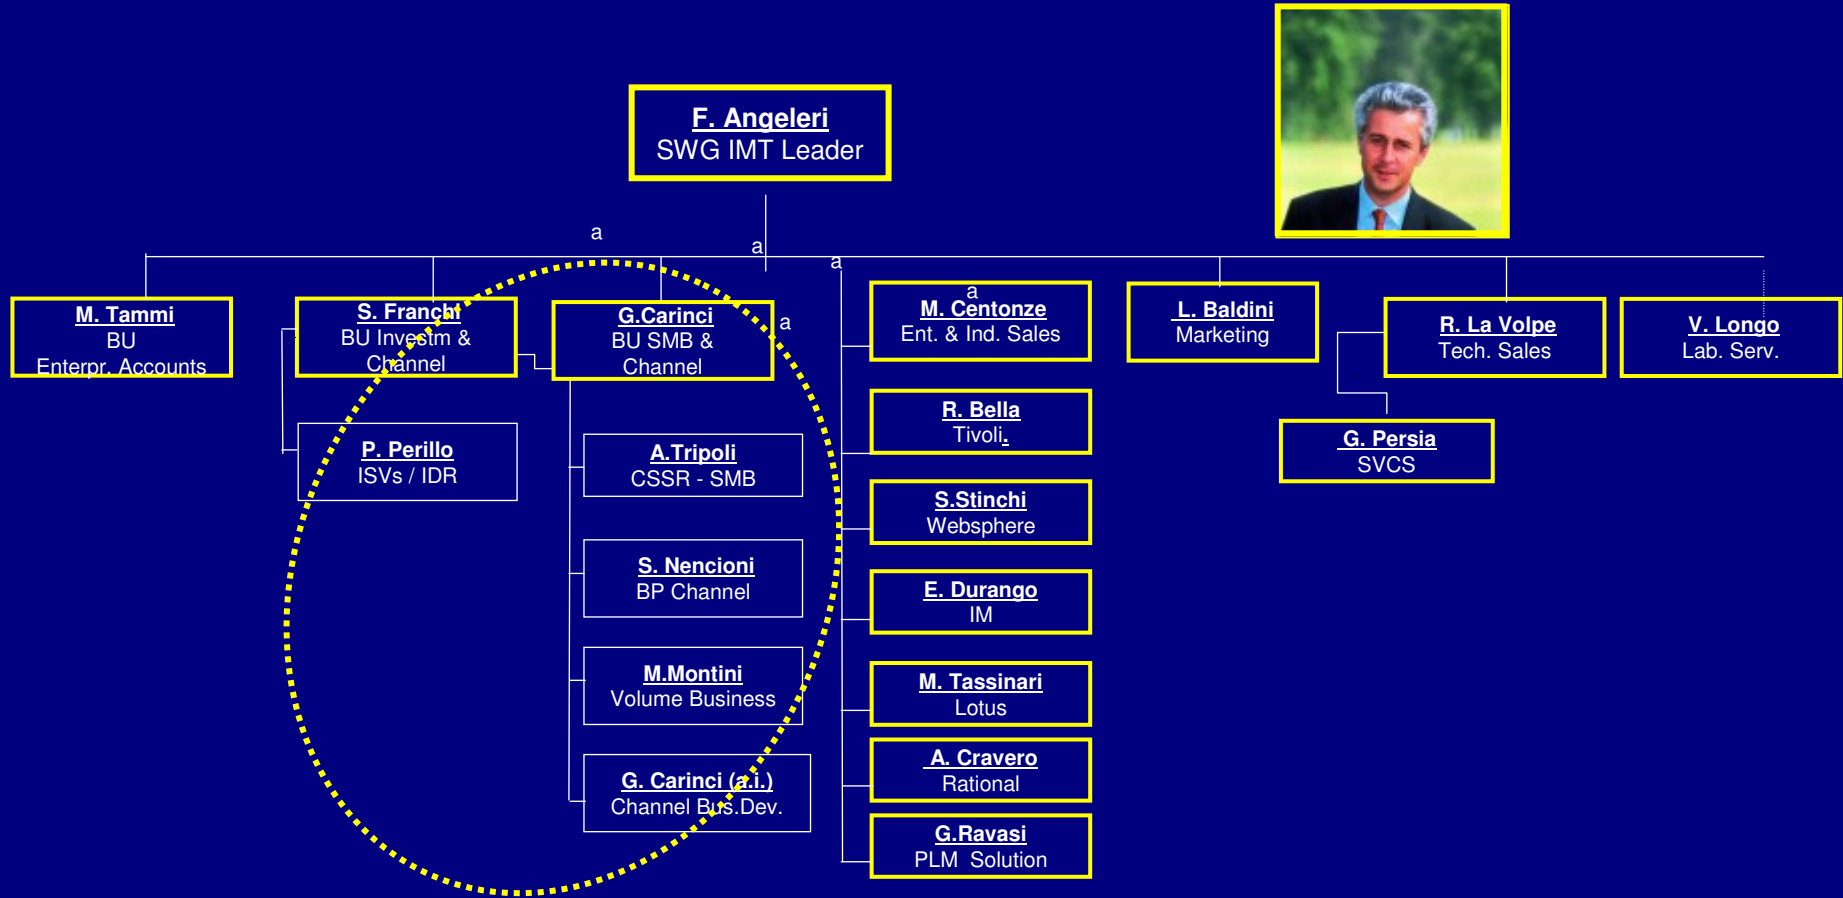 F. Angeleri
SWG IMT Leader
a
a
a
a
a
M. Tammi
BU
Enterpr. Accounts
S. Franchi
BU Investm &
Channel
P. Perillo
ISVs / IDR
G.Carinci
BU SMB &
Channel
A.Tripoli
CSSR - SMB
S. Nencioni
BP Channel
M.Montini
Volume Business
G. Carinci (a.i.)
Channel Bus.Dev.
M. Centonze
Ent. & Ind. Sales
R. Bella
Tivoli.
S.Stinchi
Websphere
E. Durango
IM
M. Tassinari
Lotus
A. Cravero
Rational
G.Ravasi
PLM Solution
L. Baldini
Marketing
R. La Volpe
Tech. Sales
G. Persia
SVCS
V. Longo
Lab. Serv.